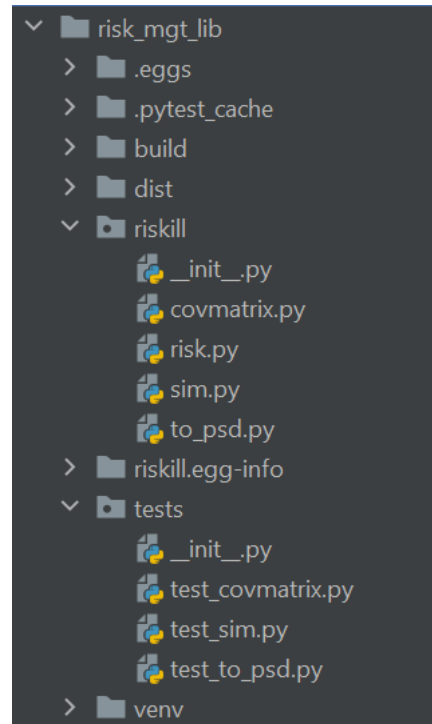 risk_mgt_lib
.eggs
.pytest_cache
build
dist
riskill
__init__.py
covmatrix.py
risk.py
sim.py
to_psd.py
riskill.egg-info
tests
__init__.py
test_covmatrix.py
test_sim.py
test_to_psd.py
venv